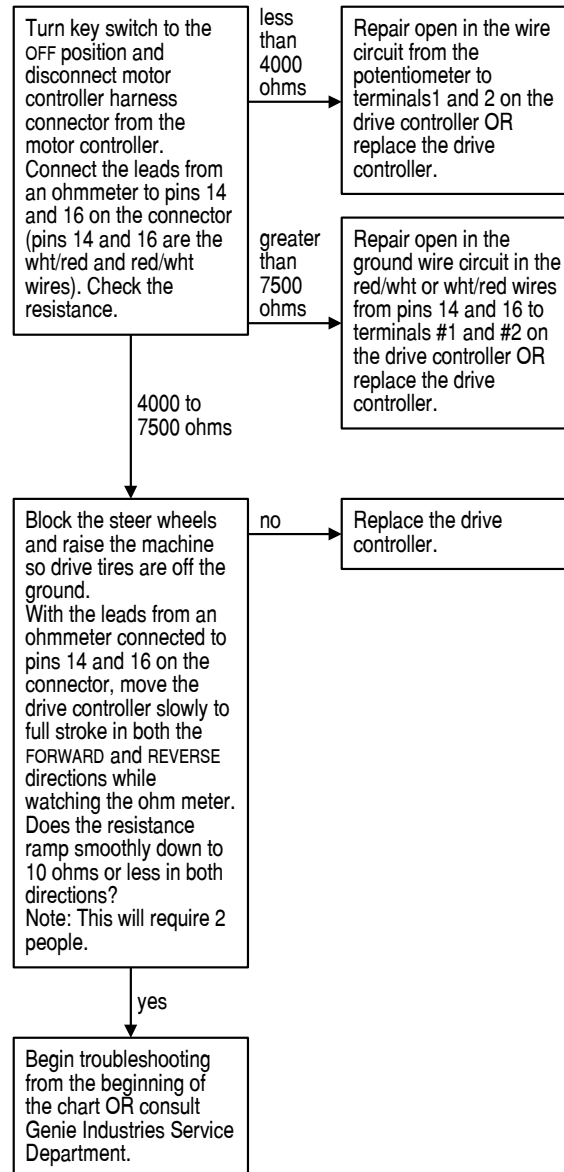 Turn key switch to the
OFF position and
disconnect motor
controller harness
connector from the
motor controller.
Connect the leads from
an ohmmeter to pins 14
and 16 on the connector
(pins 14 and 16 are the
wht/red and red/wht
wires). Check the
resistance.
less
than
4000
ohms
Repair open in the wire
circuit from the
potentiometer to
terminals1 and 2 on the
drive controller OR
replace the drive
controller.
greater
than
7500
ohms
Repair open in the
ground wire circuit in the
red/wht or wht/red wires
from pins 14 and 16 to
terminals #1 and #2 on
the drive controller OR
replace the drive
controller.
4000 to
7500 ohms
Block the steer wheels
and raise the machine
so drive tires are off the
ground.
With the leads from an
ohmmeter connected to
pins 14 and 16 on the
connector, move the
drive controller slowly to
full stroke in both the
FORWARD and REVERSE
directions while
watching the ohm meter.
Does the resistance
ramp smoothly down to
10 ohms or less in both
directions?
Note: This will require 2
people.
no
Replace the drive
controller.
yes
Begin troubleshooting
from the beginning of
the chart OR consult
Genie Industries Service
Department.